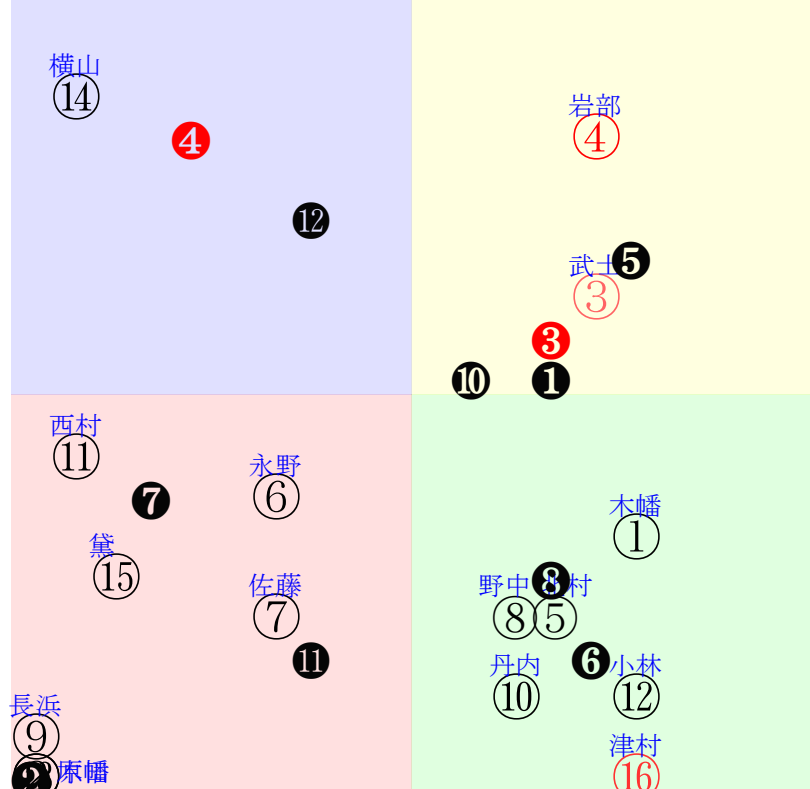 横山
⑭
❹
⓬
岩部
④
武士
❺
③
❸
❿
❶
西村
⑪
❼
永野
⑥
黛
⑮
佐藤
⑦
⓫
木幡
①
❽
野中
村
⑧
⑤
❻
丹内
⑩
小林
⑫
長浜
⑨
❷
津村
⑯